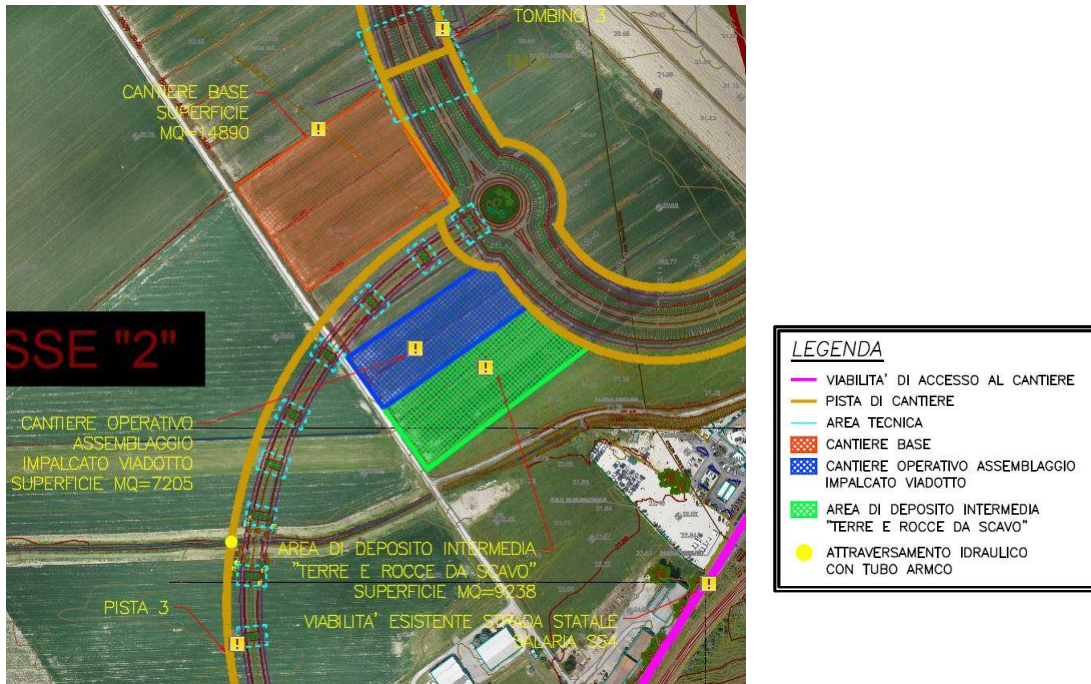 TOMBINO 3
CANTIERE BASE
SUPERFICIE
MQ=14890
SSE "2"
CANTIERE OPERATIVO
ASSEMBLAGGIO
IMPALCATO VIADOTTO
SUPERFICIE MQ=7205
AREA DI DEPOSITO INTERMEDIA
"TERRE E ROCCE DA SCAVO"
SUPERFICIE MQ=9238
PISTA 3
VIABILITA' ESISTENTE STRADA STATALE
SALARIA SS4
LEGENDA
VIABILITA' DI ACCESSO AL CANTIERE
PISTA DI CANTIERE
AREA TECNICA
CANTIERE BASE
CANTIERE OPERATIVO ASSEMBLAGGIO
IMPALCATO VIADOTTO
AREA DI DEPOSITO INTERMEDIA
"TERRE E ROCCE DA SCAVO"
ATTRAVERSAMENTO IDRAULICO
CON TUBO ARMCO